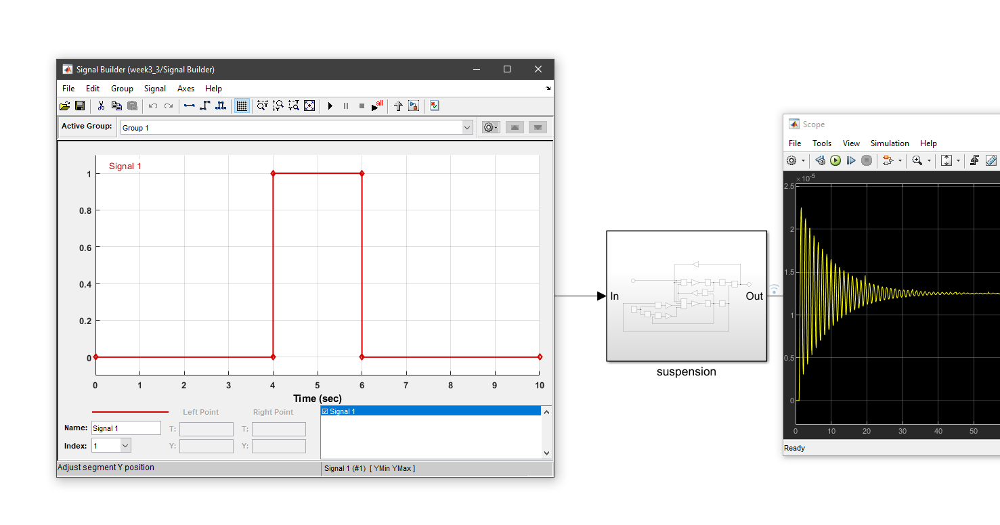 Signal Builder (week3_3/Signal Builder)
File Edit Group Signal Axes Help
all
Active Group: Group 1
Signal 1
1
0.8
0.6
0.4
0.2
0
0 1 2 3 4 5 6 7 8 9 10
Time (sec)
Left Point Right Point
Name: Signal 1 T: T:
Index: 1 Y: Y:
Signal 1
Adjust segment Y position
Signal 1 (#1) [ YMin YMax ]
In
Out
suspension
Scope
File Tools View Simulation Help
×10-5
2.5
2
1.5
1
0.5
0
0 10 20 30 40 50
Ready